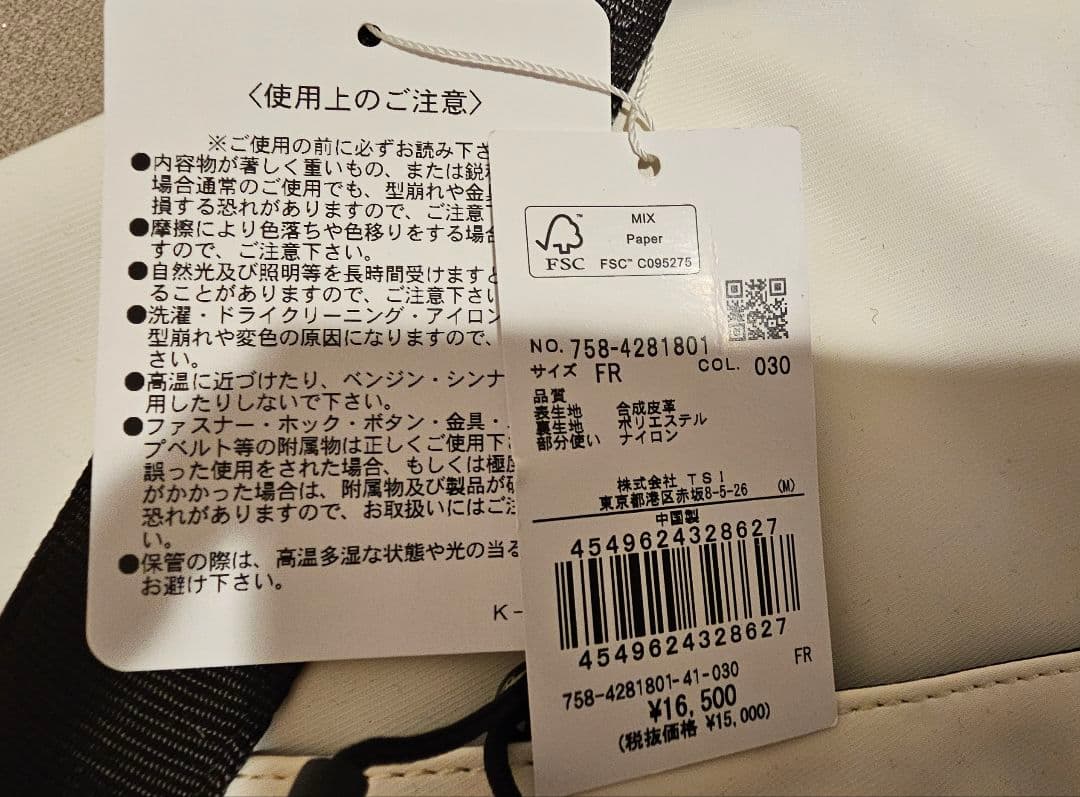 〈使用上のご注意〉
※ご使用の前に必ずお読み下さ
●内容物が著しく重いもの、または鋭
場合通常のご使用でも、型崩れや金
損する恐れがありますので、ご注意下
●摩擦により色落ちや色移りをする場合
すので、ご注意下さい。
●自然光及び照明等を長時間受けますと
ることがありますので、ご注意下さい
●洗濯・ドライクリーニング・アイロン
型崩れや変色の原因になりますので、
さい。
●高温に近づけたり、ベンジン・シンナ
用したりしないで下さい。
●ファスナー・ホック・ボタン・金具・
プベルト等の附属物は正しくご使用下
誤った使用をされた場合、もしくは極度
がかかった場合は、附属物及び製品が破
恐れがありますので、お取扱いにはご注
い。
●保管の際は、高温多湿な状態や光の当る
お避け下さい。
K-
MIX
Paper
FSC
FSC™ C095275
NO. 758-4281801
サイズ FR COL. 030
品質
表生地 合成皮革
裏生地 ポリエステル
部分使い ナイロン
株式会社 TSI
東京都港区赤坂8-5-26 (M)
中国製
4549624328627
4549624328627
FR
758-4281801-41-030
¥16,500
(税抜価格 ¥15,000)